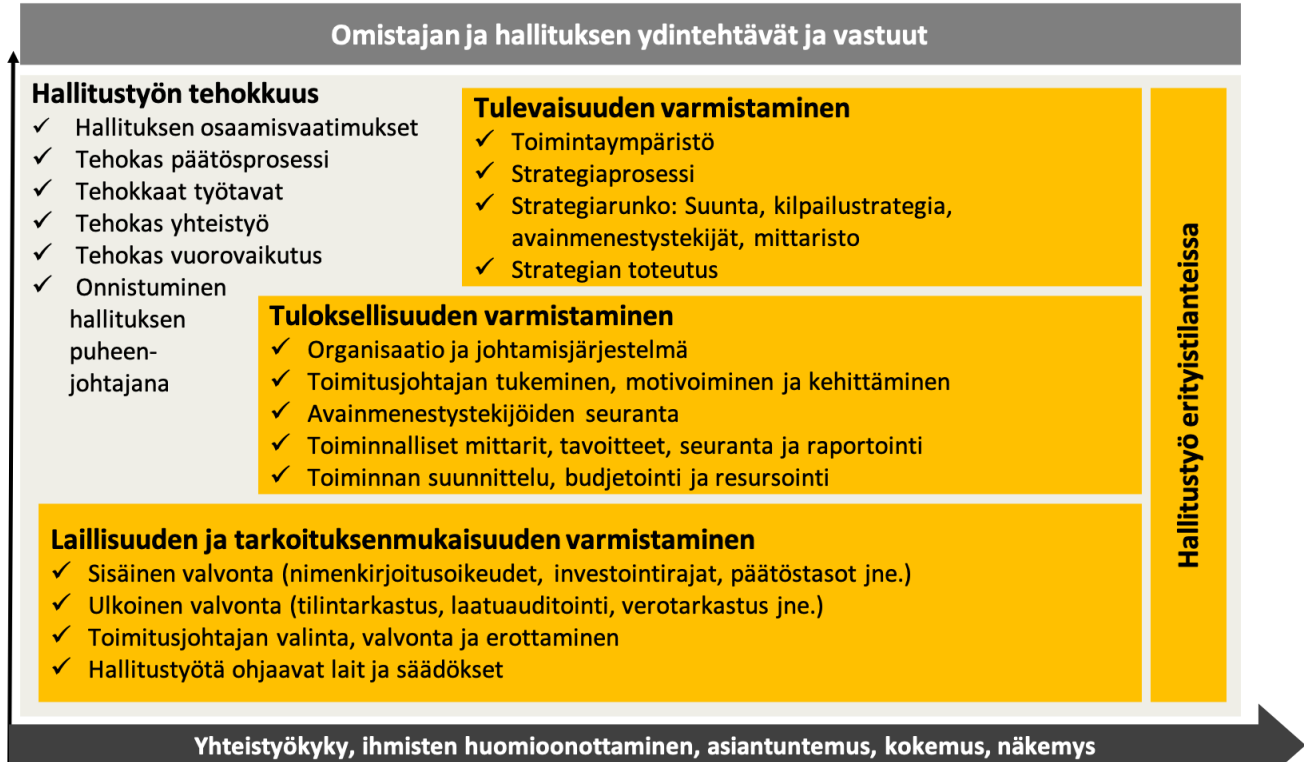 Omistajan ja hallituksen ydintehtävät ja vastuut
Hallitustyön tehokkuus
✓ Hallituksen osaamisvaatimukset
✓ Tehokas päätösprosessi
✓ Tehokkaat työtavat
✓ Tehokas yhteistyö
✓ Tehokas vuorovaikutus
✓ Onnistuminen
hallituksen
puheen-
johtajana
Tulevaisuuden varmistaminen
✓ Toimintaympäristö
✓ Strategiaprosessi
✓ Strategiarunko: Suunta, kilpailustrategia,
avainmenestystekijät, mittaristo
✓ Strategian toteutus
Tuloksellisuuden varmistaminen
✓ Organisaatio ja johtamisjärjestelmä
✓ Toimitusjohtajan tukeminen, motivoiminen ja kehittäminen
✓ Avainmenestystekijöiden seuranta
✓ Toiminnalliset mittarit, tavoitteet, seuranta ja raportointi
✓ Toiminnan suunnittelu, budjetointi ja resursointi
Laillisuuden ja tarkoituksenmukaisuuden varmistaminen
✓ Sisäinen valvonta (nimenkirjoitusoikeudet, investointirajat, päätöstasot jne.)
✓ Ulkoinen valvonta (tilintarkastus, laatuauditointi, verotarkastus jne.)
✓ Toimitusjohtajan valinta, valvonta ja erottaminen
✓ Hallitustyötä ohjaavat lait ja säädökset
Hallitustyö erityistilanteissa
Yhteistyökyky, ihmisten huomioonottaminen, asiantuntemus, kokemus, näkemys